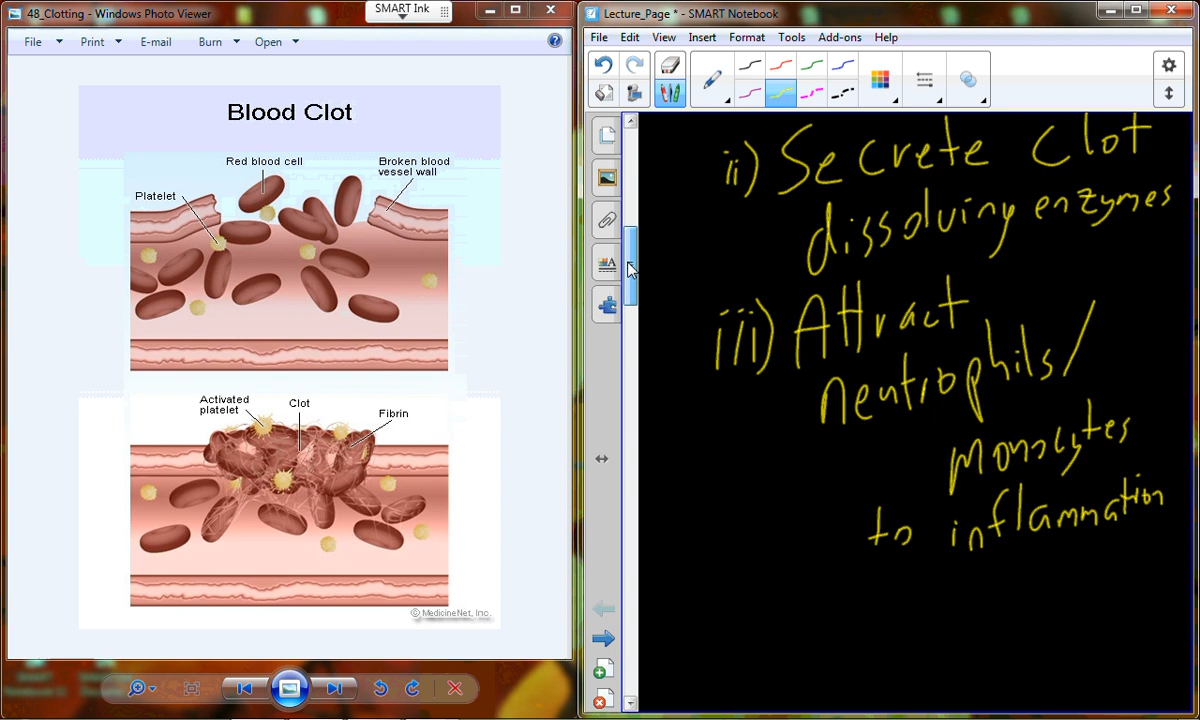 48_Clotting - Windows Photo Viewer
SMART Ink
File Print E-mail Burn Open
Blood Clot
Red blood cell
Broken blood
vessel wall
Platelet
Activated
platelet
Clot
Fibrin
© MedicineNet, Inc.
Lecture_Page * - SMART Notebook
File Edit View Insert Format Tools Add-ons Help
ii) Secrete Clot
dissolving enzymes
iii) Attract
neutrophils/
monocytes
to inflammation